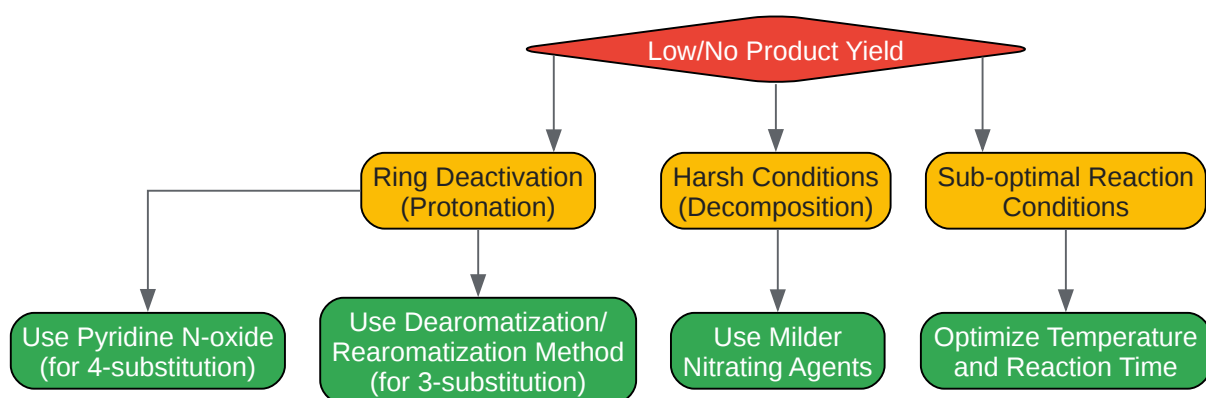 Low/No Product Yield
Ring Deactivation
(Protonation)
Harsh Conditions
(Decomposition)
Sub-optimal Reaction
Conditions
Use Pyridine N-oxide
(for 4-substitution)
Use Dearomatization/
Rearomatization Method
(for 3-substitution)
Use Milder
Nitrating Agents
Optimize Temperature
and Reaction Time